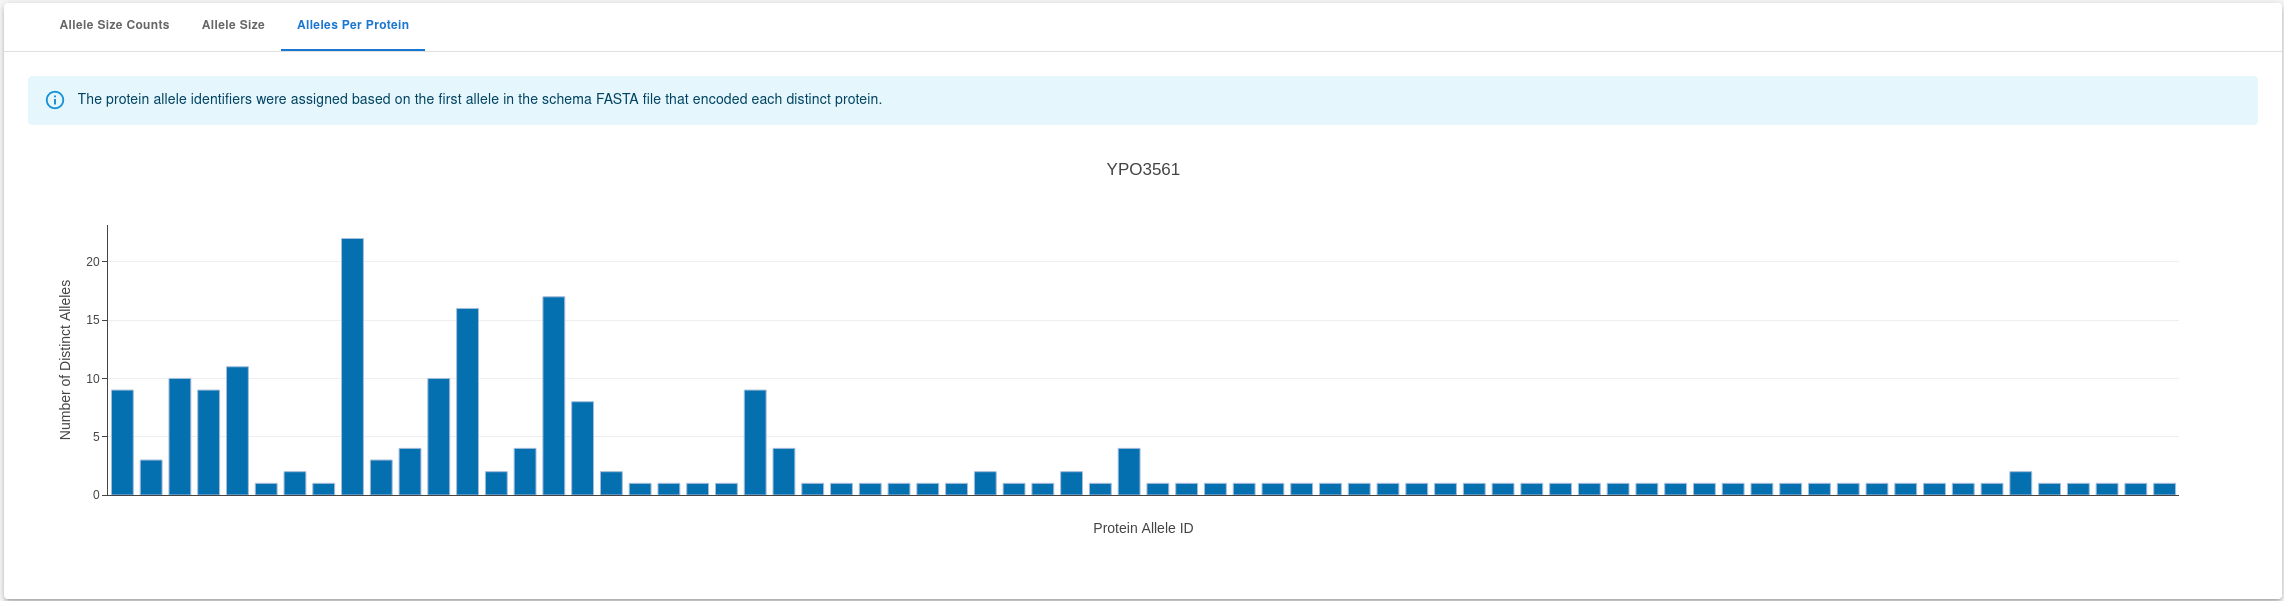 Allele Size Counts Allele Size Alleles Per Protein
The protein allele identifiers were assigned based on the first allele in the schema FASTA file that encoded each distinct protein.
YPO3561
Number of Distinct Alleles
20
15
10
5
0
Protein Allele ID